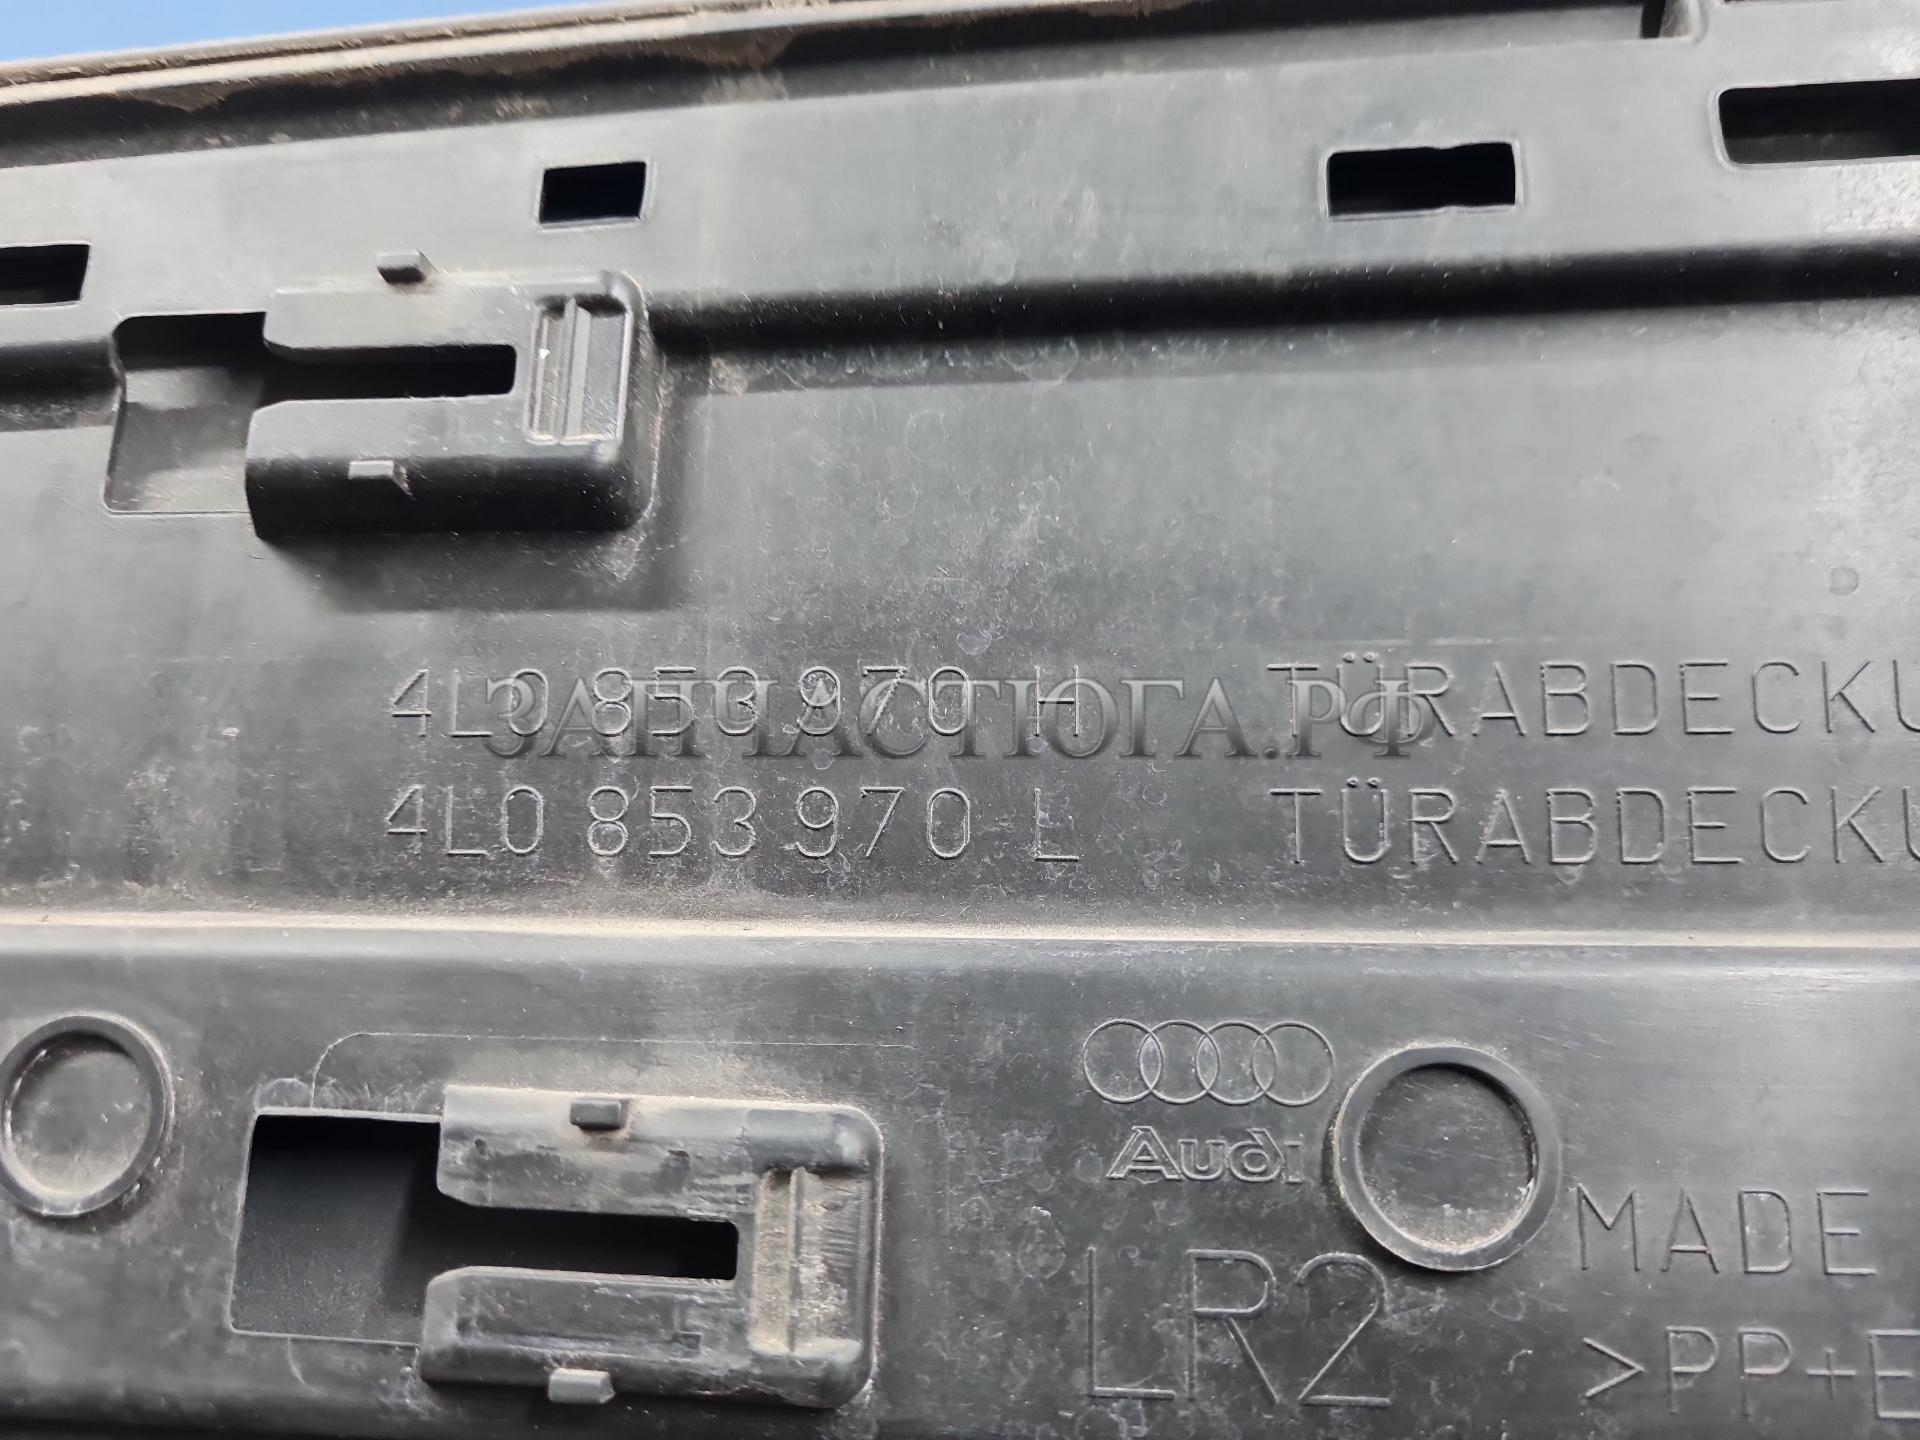 4L0 853 970 H TÜRABDECKU
ЗАПЧАСТЮГА.РФ
4L0 853 970 L TÜRABDECKU
Audi
MADE
LR2
>PP+E